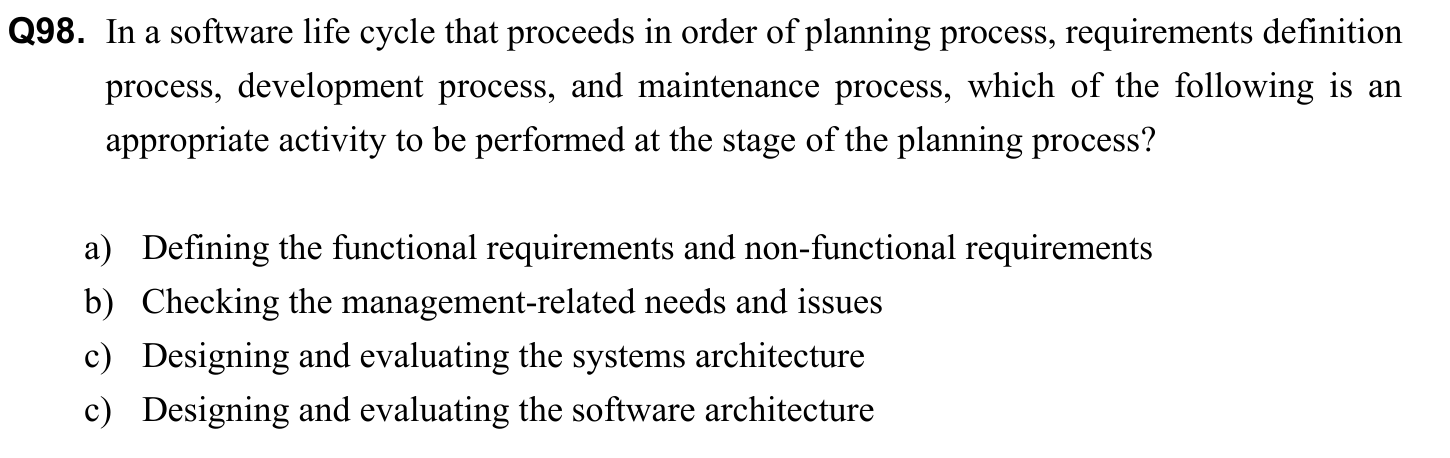 Q98. In a software life cycle that proceeds in order of planning process, requirements definition
process, development process, and maintenance process, which of the following is an
appropriate activity to be performed at the stage of the planning process?
a) Defining the functional requirements and non-functional requirements
b) Checking the management-related needs and issues
c) Designing and evaluating the systems architecture
c) Designing and evaluating the software architecture